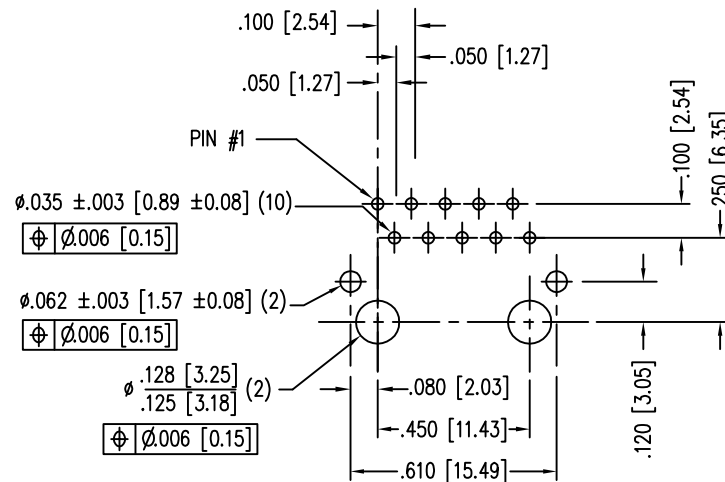 .100 [2.54]
.050 [1.27]
.050 [1.27]
PIN #1
.100 [2.54]
.250 [6.35]
ø.035 ±.003 [0.89 ±0.08] (10)
⌖ Ø.006 [0.15]
ø.062 ±.003 [1.57 ±0.08] (2)
⌖ Ø.006 [0.15]
ø .128 [3.25]
.125 [3.18] (2)
⌖ Ø.006 [0.15]
.080 [2.03]
.120 [3.05]
.450 [11.43]
.610 [15.49]